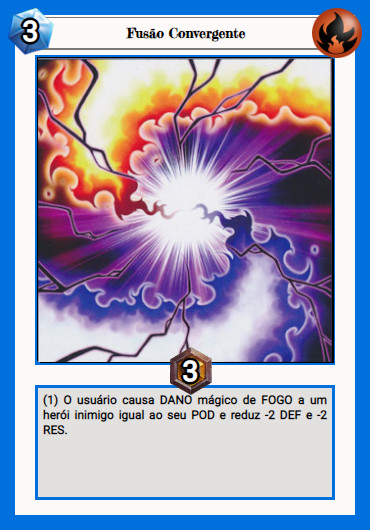 3
Fusão Convergente
3
(1) O usuário causa DANO mágico de FOGO a um
herói inimigo igual ao seu POD e reduz -2 DEF e -2
RES.